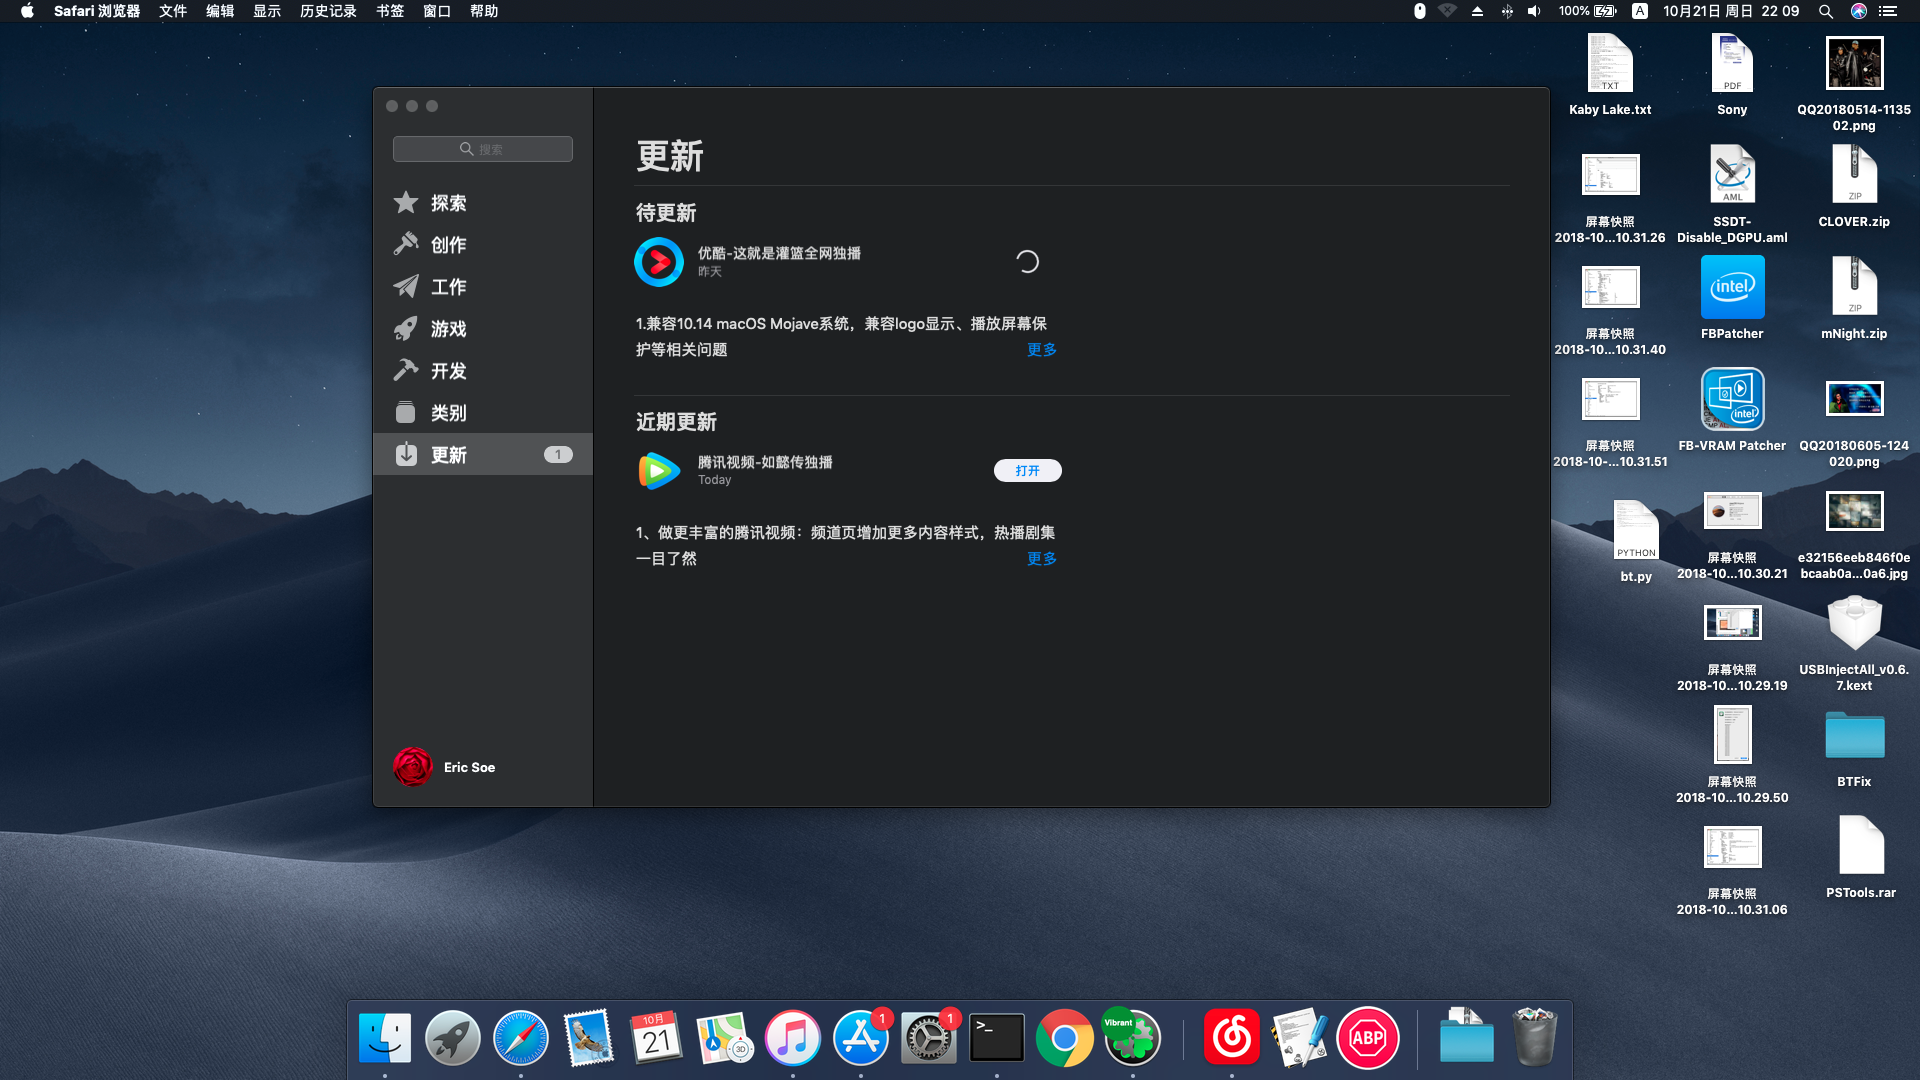 Safari 浏览器 文件 编辑 显示 历史记录 书签 窗口 帮助
100% A 10月21日 周日 22 09
搜索
探索
创作
工作
游戏
开发
类别
更新 1
Eric Soe
更新
待更新
优酷-这就是灌篮全网独播
昨天
1.兼容10.14 macOS Mojave系统，兼容logo显示、播放屏幕保
护等相关问题 更多
近期更新
腾讯视频-如懿传独播
Today
打开
1、做更丰富的腾讯视频：频道页增加更多内容样式，热播剧集
一目了然 更多
TXT
Kaby Lake.txt
屏幕快照
2018-10...10.31.26
屏幕快照
2018-10...10.31.40
屏幕快照
2018-10-...10.31.51
PYTHON
bt.py
PDF
Sony
AML
SSDT-
Disable_DGPU.aml
intel
FBPatcher
intel
FB-VRAM Patcher
屏幕快照
2018-10...10.30.21
屏幕快照
2018-10...10.29.19
屏幕快照
2018-10...10.29.50
屏幕快照
2018-10...10.31.06
QQ20180514-1135
02.png
ZIP
CLOVER.zip
ZIP
mNight.zip
QQ20180605-124
020.png
e32156eeb846f0e
bcaab0a...0a6.jpg
USBInjectAll_v0.6.
7.kext
BTFix
PSTools.rar
10月
21
3D
1
1
>_
Vibrant
ABP